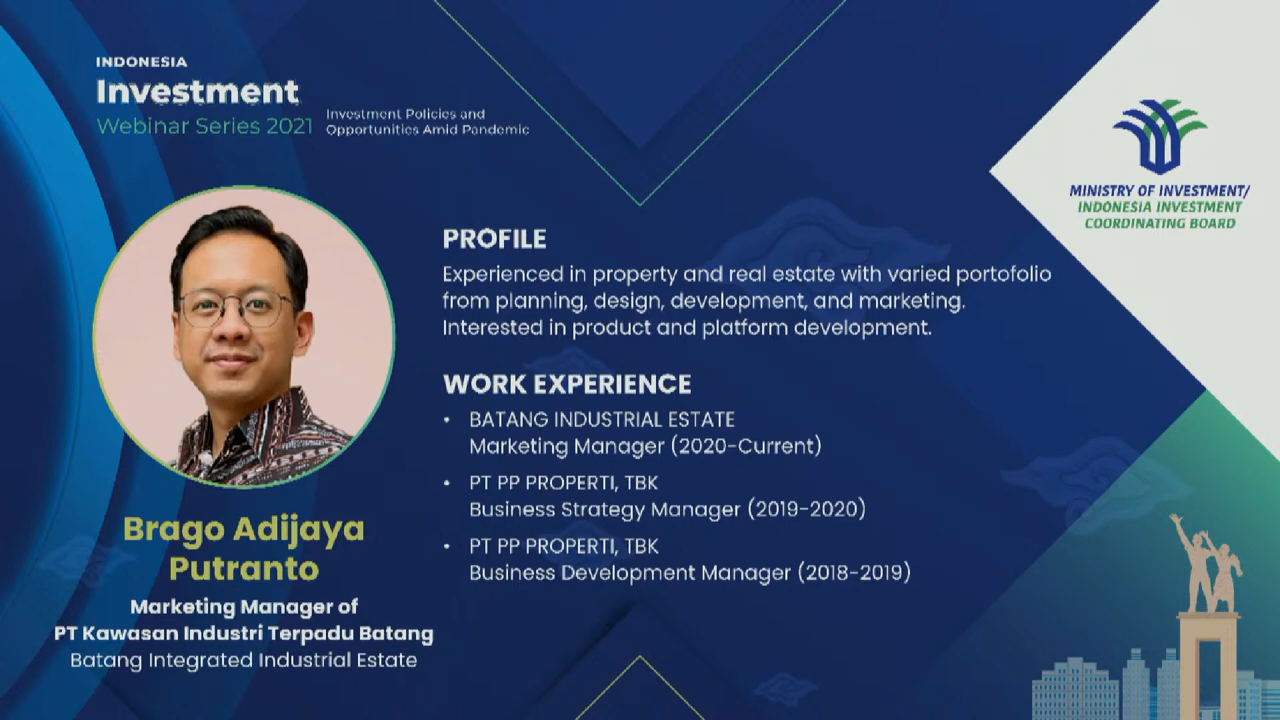 INDONESIA
Investment
Webinar Series 2021
Investment Policies and
Opportunities Amid Pandemic
MINISTRY OF INVESTMENT/
INDONESIA INVESTMENT
COORDINATING BOARD
PROFILE
Experienced in property and real estate with varied portofolio
from planning, design, development, and marketing.
Interested in product and platform development.
WORK EXPERIENCE
• BATANG INDUSTRIAL ESTATE
Marketing Manager (2020-Current)
• PT PP PROPERTI, TBK
Business Strategy Manager (2019-2020)
• PT PP PROPERTI, TBK
Business Development Manager (2018-2019)
Brago Adijaya
Putranto
Marketing Manager of
PT Kawasan Industri Terpadu Batang
Batang Integrated Industrial Estate